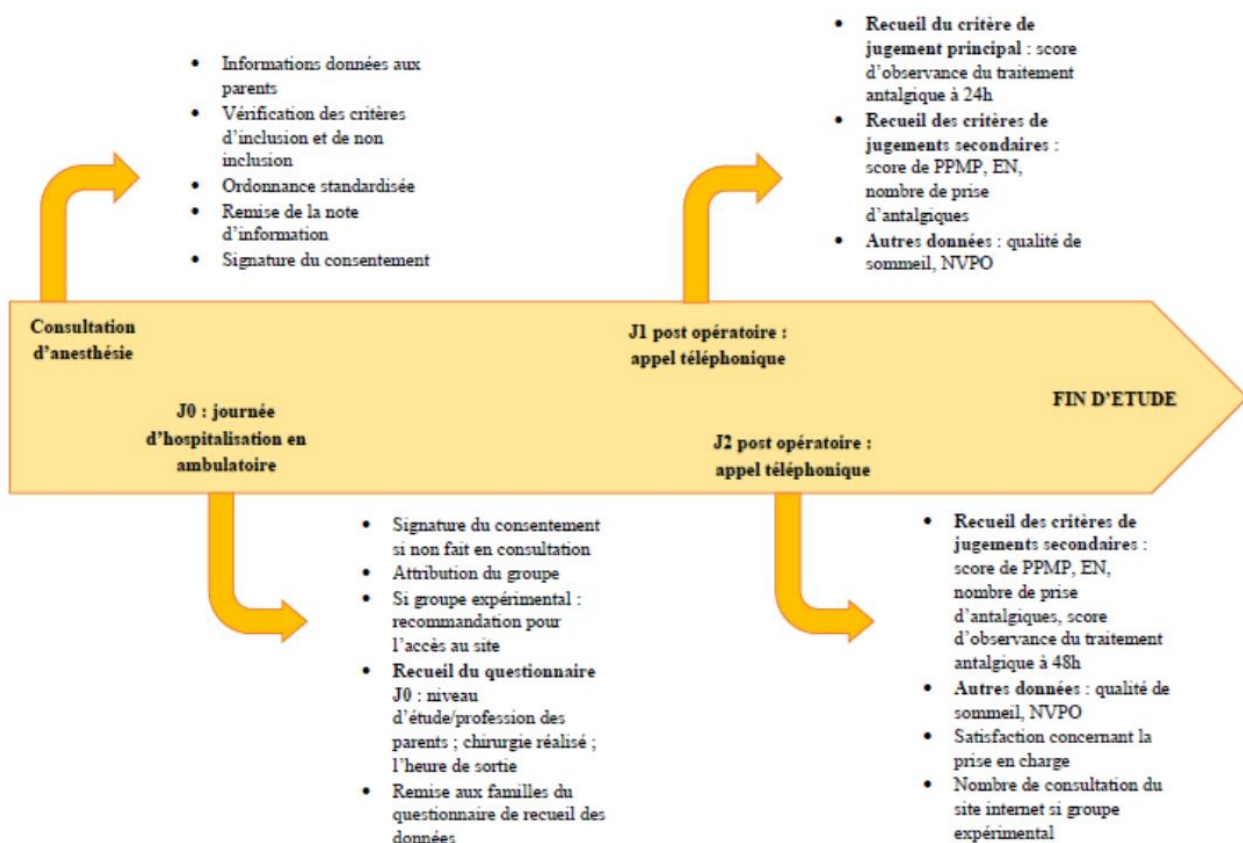 • Informations données aux
parents
• Vérification des critères
d'inclusion et de non
inclusion
• Ordonnance standardisée
• Remise de la note
d'information
• Signature du consentement
• Recueil du critère de
jugement principal : score
d'observance du traitement
antalgique à 24h
• Recueil des critères de
jugements secondaires :
score de PPMP, EN,
nombre de prise
d'antalgiques
• Autres données : qualité de
sommeil, NVPO
Consultation
d'anesthésie
J0 : journée
d'hospitalisation en
ambulatoire
J1 post opératoire :
appel téléphonique
J2 post opératoire :
appel téléphonique
FIN D'ETUDE
• Signature du consentement
si non fait en consultation
• Attribution du groupe
• Si groupe expérimental :
recommandation pour
l'accès au site
• Recueil du questionnaire
J0 : niveau
d'étude/profession des
parents ; chirurgie réalisé ;
l'heure de sortie
• Remise aux familles du
questionnaire de recueil des
données
• Recueil des critères de
jugements secondaires :
score de PPMP, EN,
nombre de prise
d'antalgiques, score
d'observance du traitement
antalgique à 48h
• Autres données : qualité de
sommeil, NVPO
• Satisfaction concernant la
prise en charge
• Nombre de consultation du
site internet si groupe
expérimental